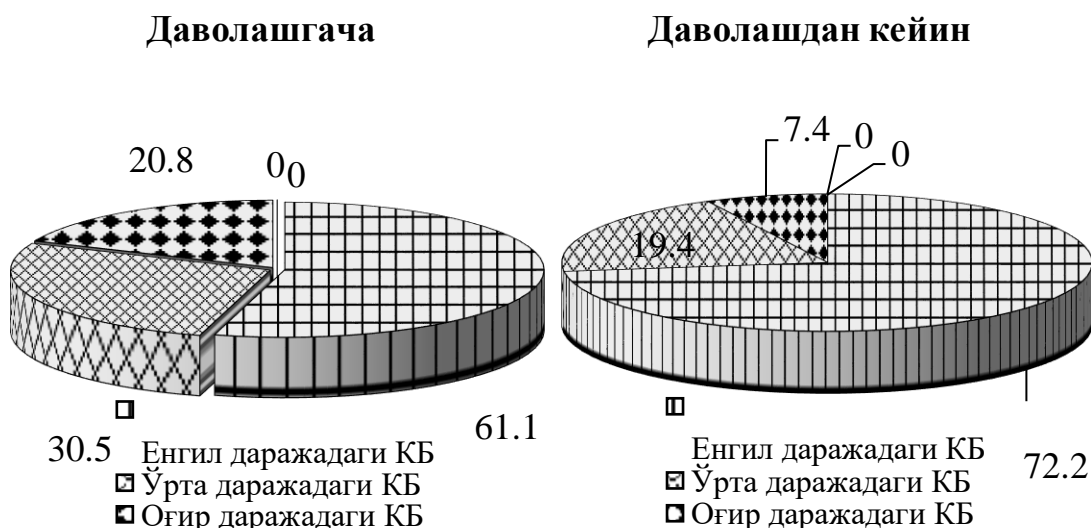 Даволашгача
20.8
0
0
30.5
61.1
Енгил даражадаги КБ
Ўрта даражадаги КБ
Оғир даражадаги КБ
Даволашдан кейин
7.4
0
0
19.4
72.2
Енгил даражадаги КБ
Ўрта даражадаги КБ
Оғир даражадаги КБ